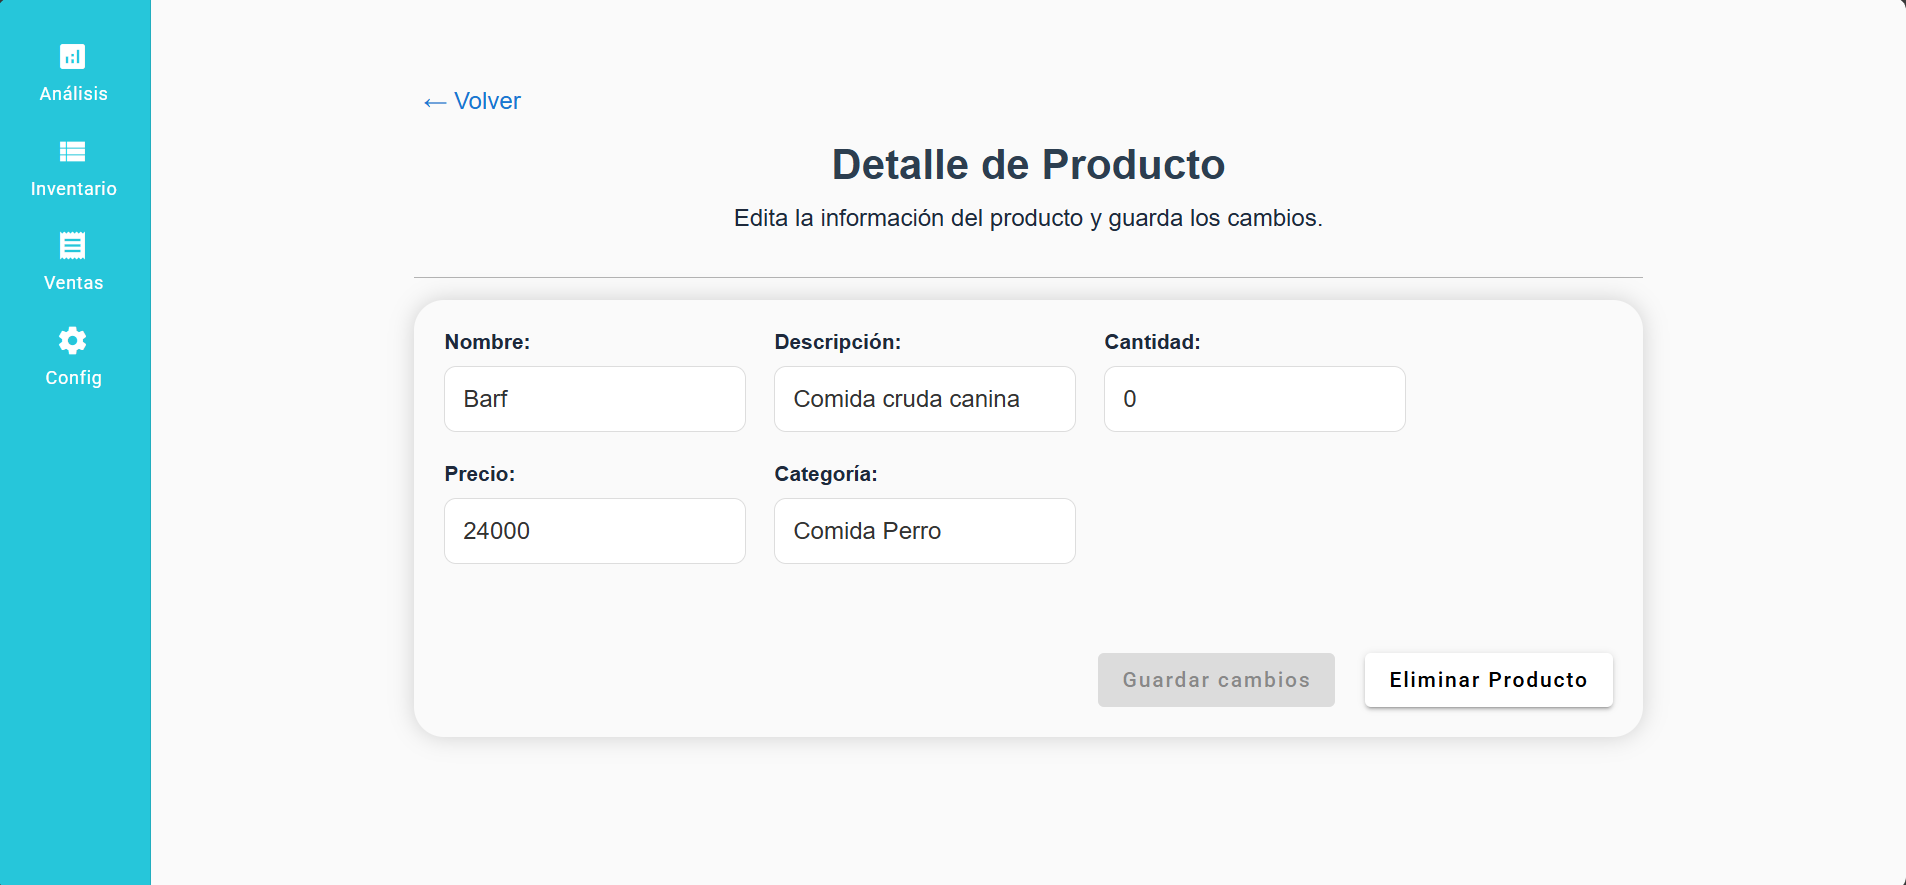 Análisis
Inventario
Ventas
Config
← Volver
Detalle de Producto
Edita la información del producto y guarda los cambios.
Nombre:
Barf
Descripción:
Comida cruda canina
Cantidad:
0
Precio:
24000
Categoría:
Comida Perro
Guardar cambios
Eliminar Producto